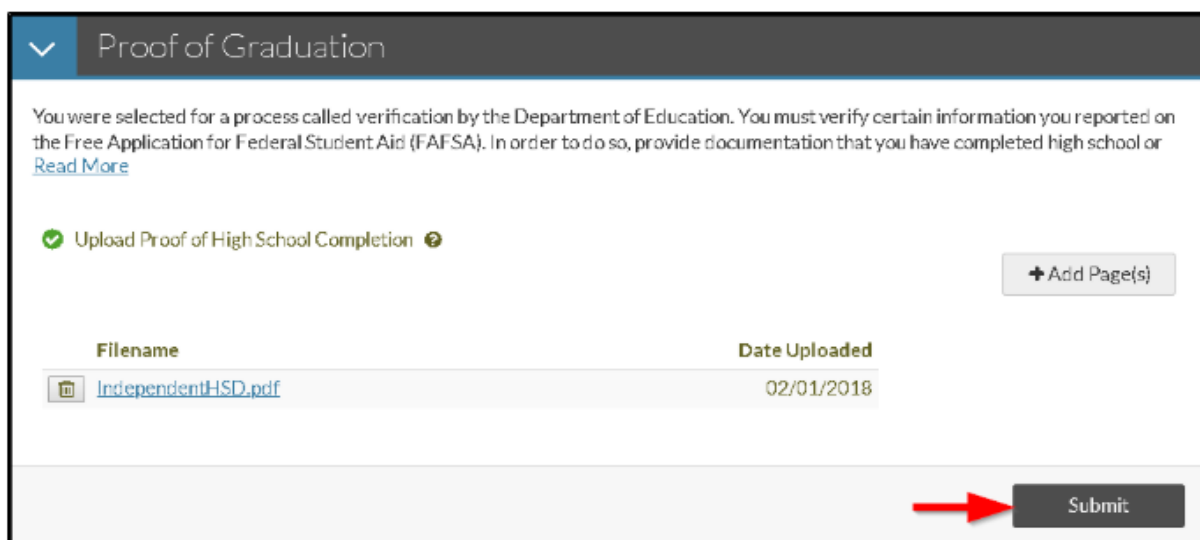 Proof of Graduation
You were selected for a process called verification by the Department of Education. You must verify certain information you reported on
the Free Application for Federal Student Aid (FAFSA). In order to do so, provide documentation that you have completed high school or
Read More
Upload Proof of High School Completion
Add Page(s)
Filename Date Uploaded
IndependentHSD.pdf 02/01/2018
Submit